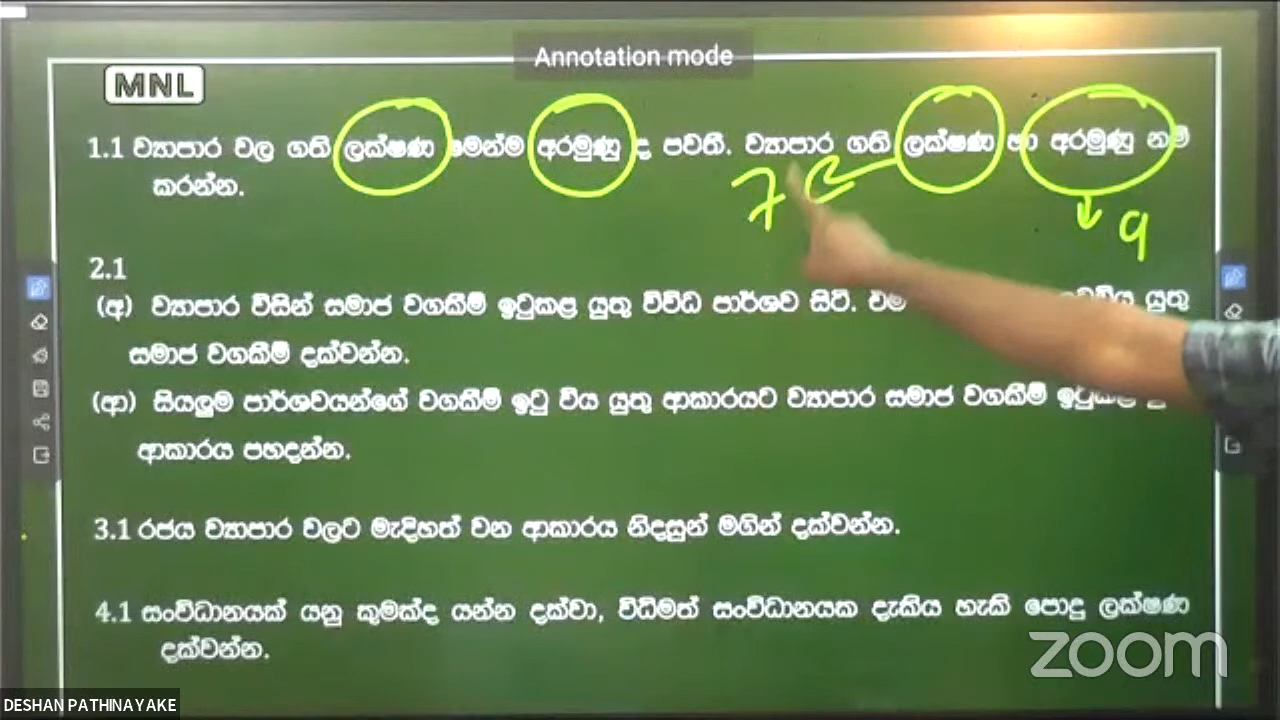 Annotation mode
MNL
1.1 ව්‍යාපාර වල ගති ලක්ෂණ මෙන්ම අරමුණු ද පවතී. ව්‍යාපාර ගති ලක්ෂණ හා අරමුණු නම්
කරන්න.
7
9
2.1
(අ) ව්‍යාපාර විසින් සමාජ වගකීම් ඉටුකළ යුතු විවිධ පාර්ශව සිටී. යුතු
සමාජ වගකීම් දක්වන්න.
(ආ) සියලුම පාර්ශවයන්ගේ වගකීම් ඉටු විය යුතු ආකාරයට ව්‍යාපාර සමාජ වගකීම්
ආකාරය පහදන්න.
3.1 රජය ව්‍යාපාර වලට මැදිහත් වන ආකාරය නිදසුන් මගින් දක්වන්න.
4.1 සංවිධානයක් යනු කුමක්ද යන්න දක්වා, විධිමත් සංවිධානයක දැකිය හැකි පොදු ලක්ෂණ
දක්වන්න.
zoom
DESHAN PATHINAYAKE